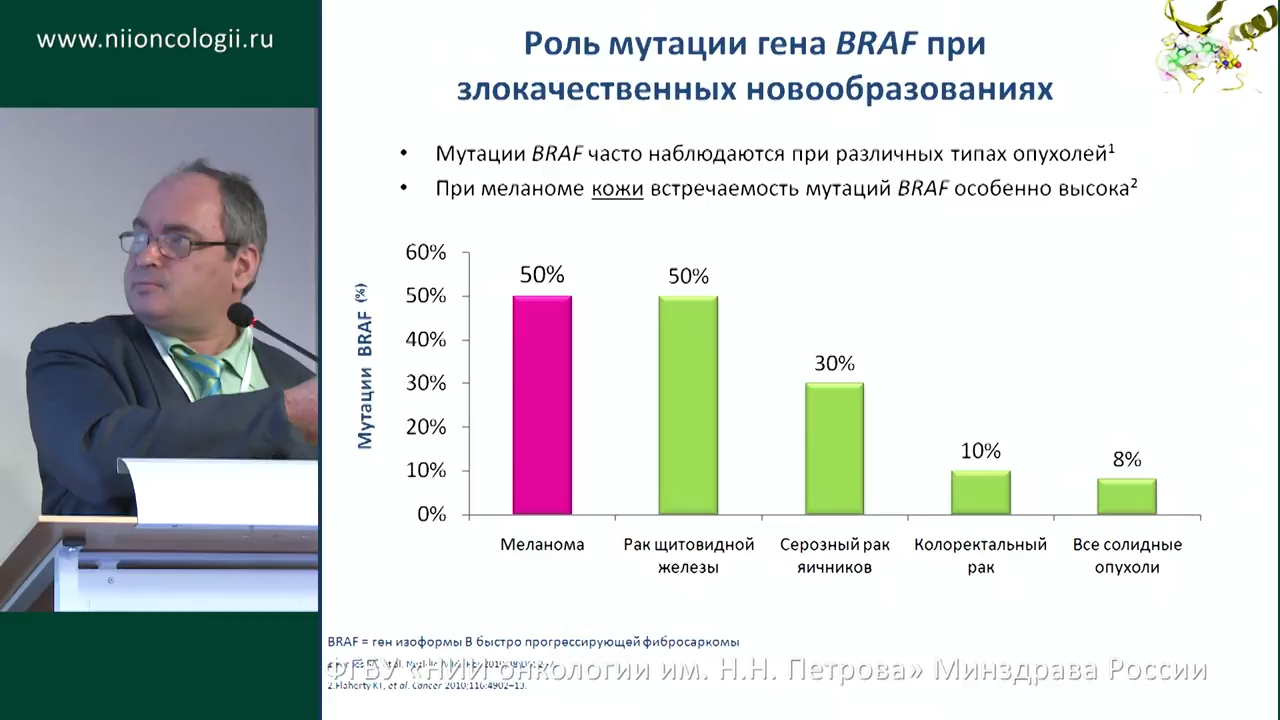 www.niioncologii.ru
Роль мутации гена BRAF при
злокачественных новообразованиях
• Мутации BRAF часто наблюдаются при различных типах опухолей1
• При меланоме кожи встречаемость мутаций BRAF особенно высока2
Мутации BRAF (%)
60%
50%
40%
30%
20%
10%
0%
50%
50%
30%
10%
8%
Меланома
Рак щитовидной
железы
Серозный рак
яичников
Колоректальный
рак
Все солидные
опухоли
BRAF = ген изоформы B быстро прогрессирующей фибросаркомы
ФГБУ «НИИ онкологии им. Н.Н. Петрова» Минздрава России
2.Flaherty KT, et al. Cancer 2010;116:4902–13.